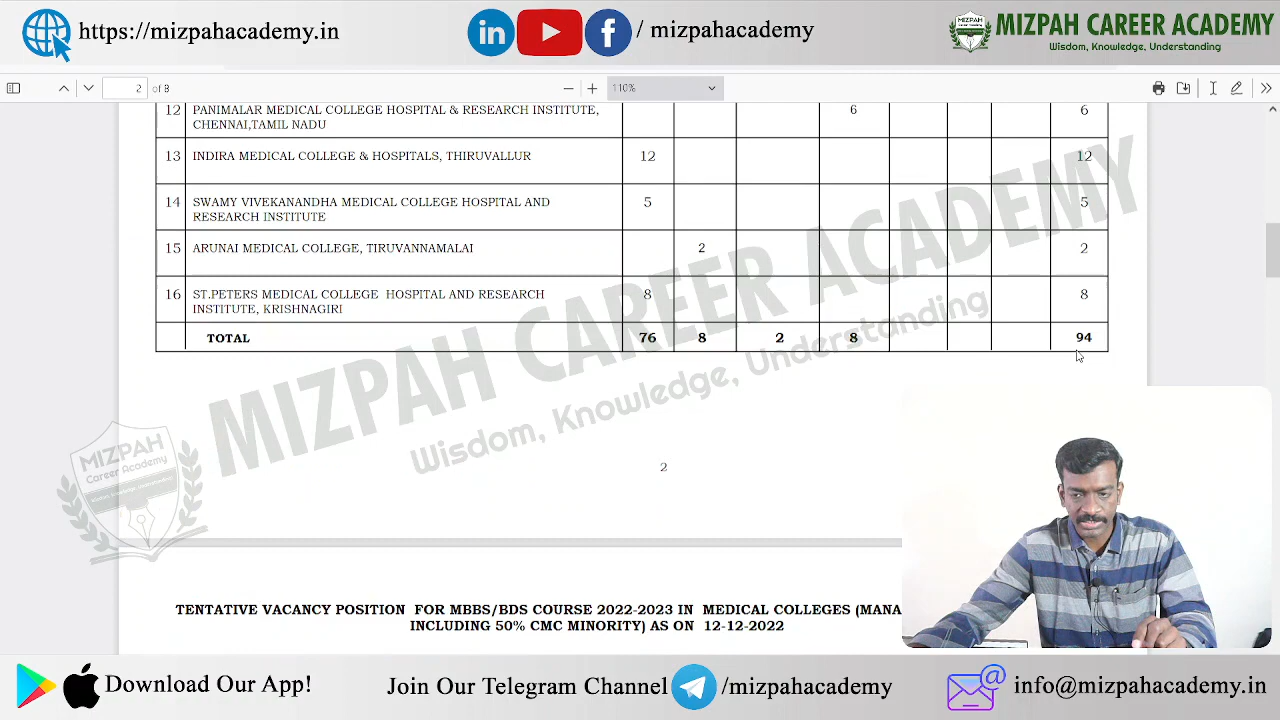 https://mizpahacademy.in
in
f
/ mizpahacademy
MIZPAH CAREER ACADEMY
Wisdom, Knowledge, Understanding
2 of 8
110%
12 PANIMALAR MEDICAL COLLEGE HOSPITAL & RESEARCH INSTITUTE, 6 6
CHENNAI,TAMIL NADU
13 INDIRA MEDICAL COLLEGE & HOSPITALS, THIRUVALLUR 12 12
14 SWAMY VIVEKANANDHA MEDICAL COLLEGE HOSPITAL AND 5 5
RESEARCH INSTITUTE
15 ARUNAI MEDICAL COLLEGE, TIRUVANNAMALAI 2 2
16 ST.PETERS MEDICAL COLLEGE HOSPITAL AND RESEARCH 8 8
INSTITUTE, KRISHNAGIRI
TOTAL 76 8 2 8 94
MIZPAH CAREER ACADEMY
Wisdom, Knowledge, Understanding
MIZPAH
Career Academy
2
TENTATIVE VACANCY POSITION FOR MBBS/BDS COURSE 2022-2023 IN MEDICAL COLLEGES (MANA
INCLUDING 50% CMC MINORITY) AS ON 12-12-2022
Download Our App!
Join Our Telegram Channel
/mizpahacademy
@
info@mizpahacademy.in